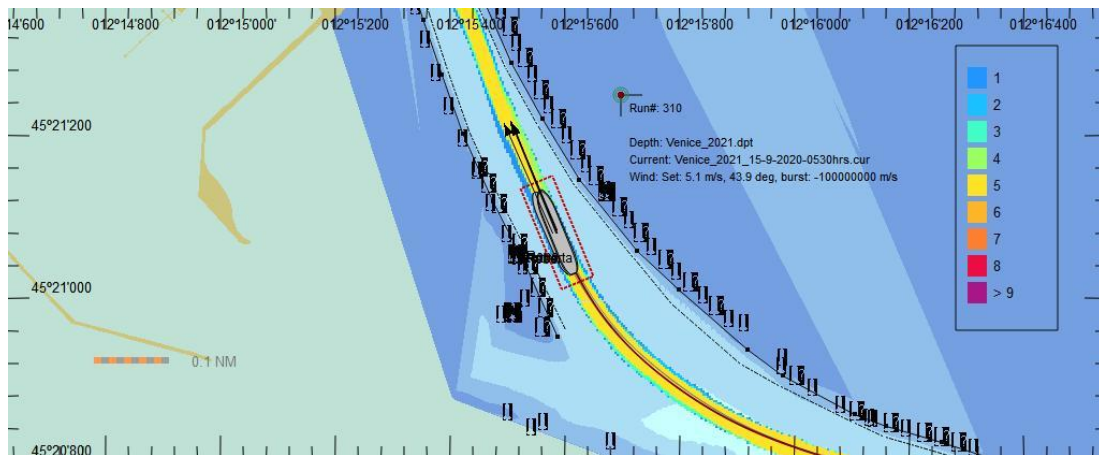 14'600 012°14'800 012°15'000 012°15'200 012°15'400 012°15'600 012°15'800 012°16'000 012°16'200 012°16'400
1
2
3
4
5
6
7
8
> 9
Run#: 310
45°21'200
Depth: Venice_2021.dpt
Current: Venice_2021_15-9-2020-0530hrs.cur
Wind: Set: 5.1 m/s, 43.9 deg, burst: -100000000 m/s
45°21'000
0.1 NM
45°20'800